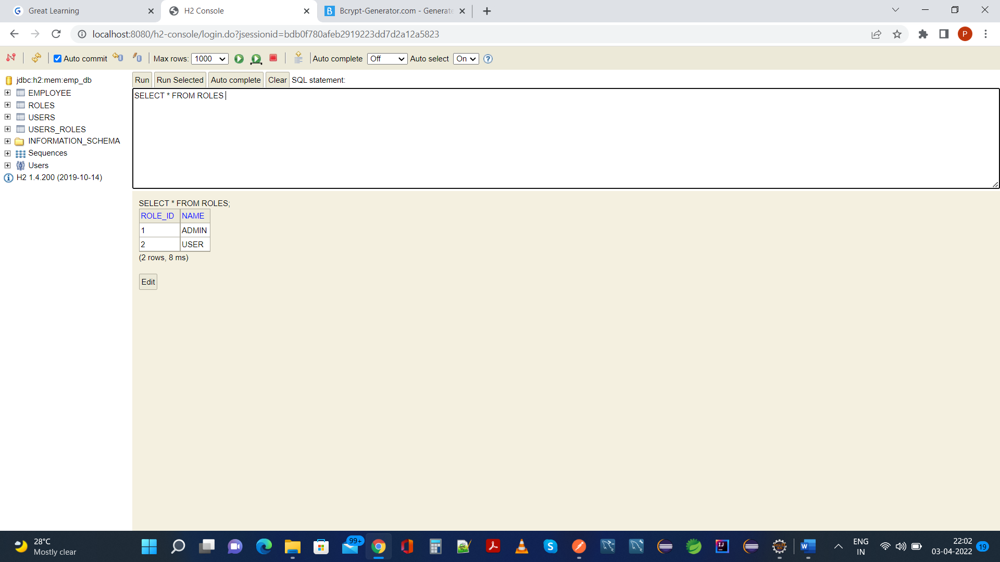 Great Learning
H2 Console
Bcrypt-Generator.com - Generate
localhost:8080/h2-console/login.do?jsessionid=bdb0f780afeb2919223dd7d2a12a5823
P
Auto commit
Max rows: 1000
Auto complete Off
Auto select On
jdbc:h2:mem:emp_db
EMPLOYEE
ROLES
USERS
USERS_ROLES
INFORMATION_SCHEMA
Sequences
Users
H2 1.4.200 (2019-10-14)
Run Run Selected Auto complete Clear SQL statement:
SELECT * FROM ROLES
SELECT * FROM ROLES;
ROLE_ID NAME
1 ADMIN
2 USER
(2 rows, 8 ms)
Edit
28°C
Mostly clear
99+
ENG
IN
22:02
03-04-2022
19